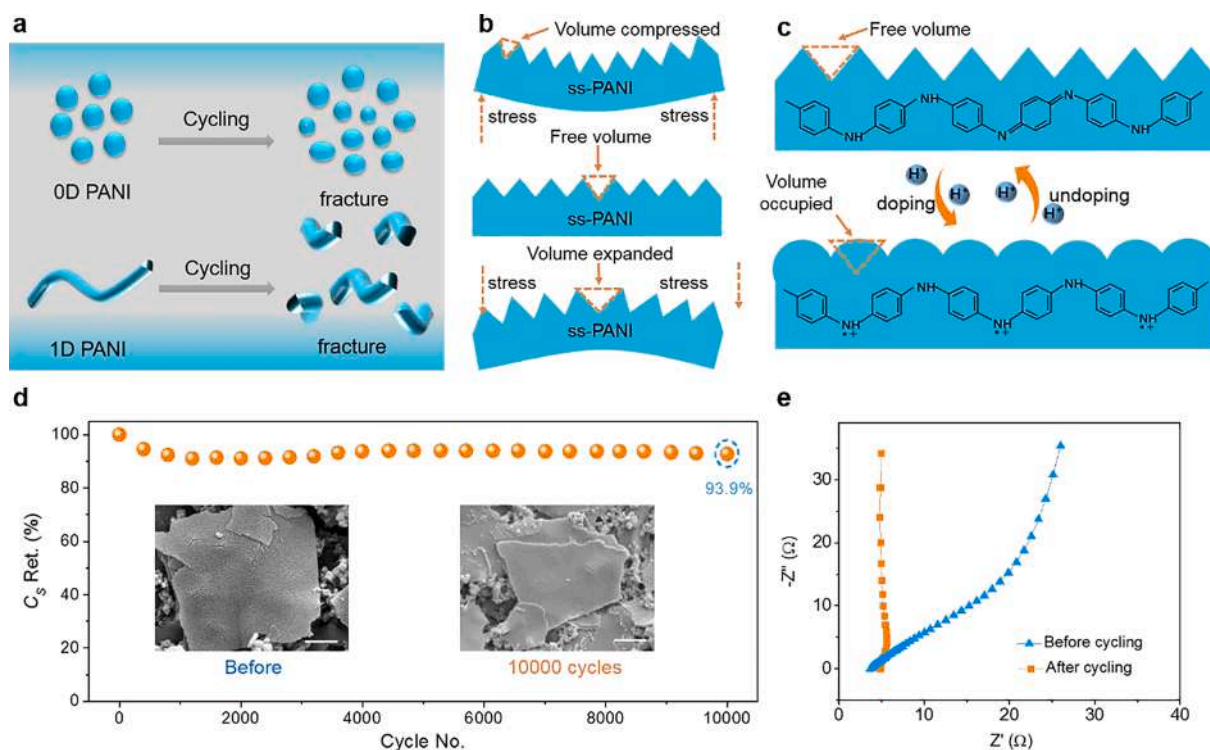 a
0D PANI
Cycling
fracture
1D PANI
Cycling
fracture
b
Volume compressed
ss-PANI
stress
stress
Free volume
ss-PANI
Volume expanded
stress
stress
ss-PANI
c
Free volume
NH
N
NH
N
NH
Volume
occupied
doping
H+
H+
H+
H+
undoping
NH
NH
NH
NH
NH
•+
•+
•+
d
Cs Ret. (%)
100
80
60
40
20
0
93.9%
Before
10000 cycles
0
2000
4000
6000
8000
10000
Cycle No.
e
-Z" (Ω)
30
20
10
0
Before cycling
After cycling
0
10
20
30
40
Z' (Ω)